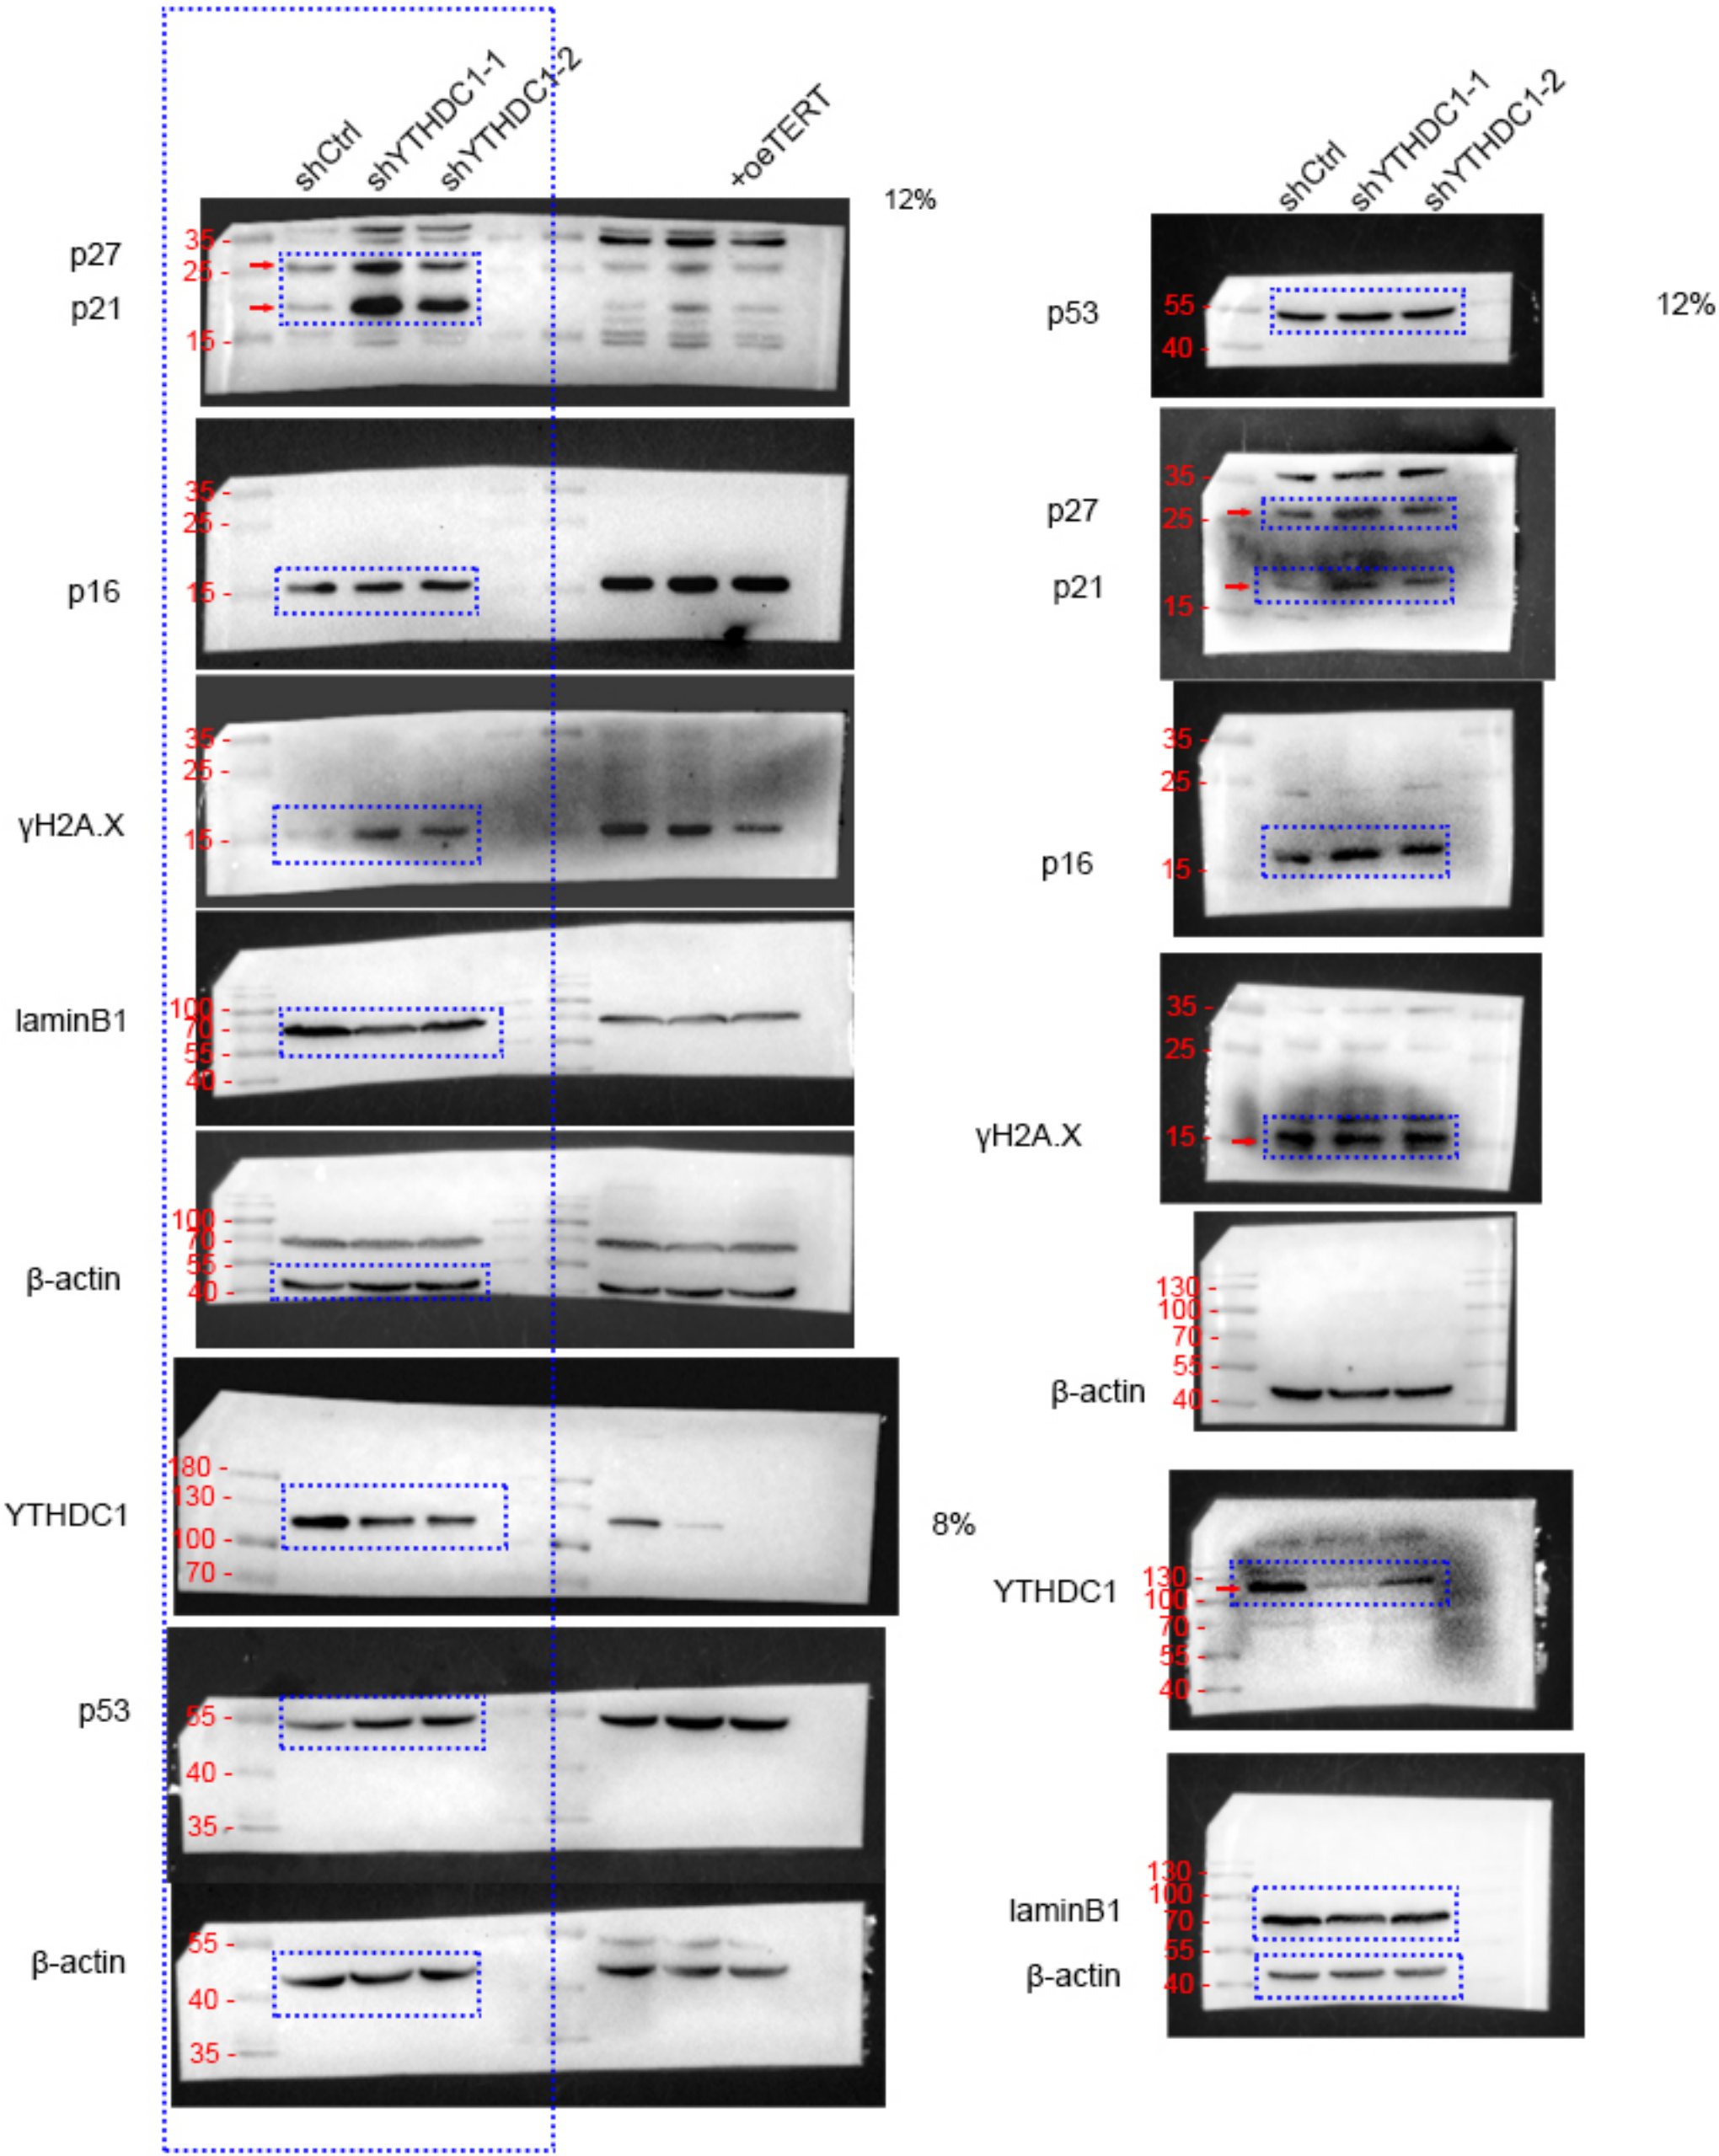 shCtrl
shYTHDC1-1
shYTHDC1-2
+oeTERT
12%
p27
p21
35 -
25 -
15 -
p16
35 -
25 -
15 -
γH2A.X
35 -
25 -
15 -
laminB1
100 -
70 -
55 -
40 -
β-actin
100 -
70 -
55 -
40 -
YTHDC1
180 -
130 -
100 -
70 -
8%
p53
55 -
40 -
35 -
β-actin
55 -
40 -
35 -
shCtrl
shYTHDC1-1
shYTHDC1-2
12%
p53
55 -
40 -
p27
p21
35 -
25 -
15 -
p16
35 -
25 -
15 -
γH2A.X
35 -
25 -
15 -
β-actin
130 -
100 -
70 -
55 -
40 -
YTHDC1
130 -
100 -
70 -
55 -
40 -
laminB1
β-actin
130 -
100 -
70 -
55 -
40 -